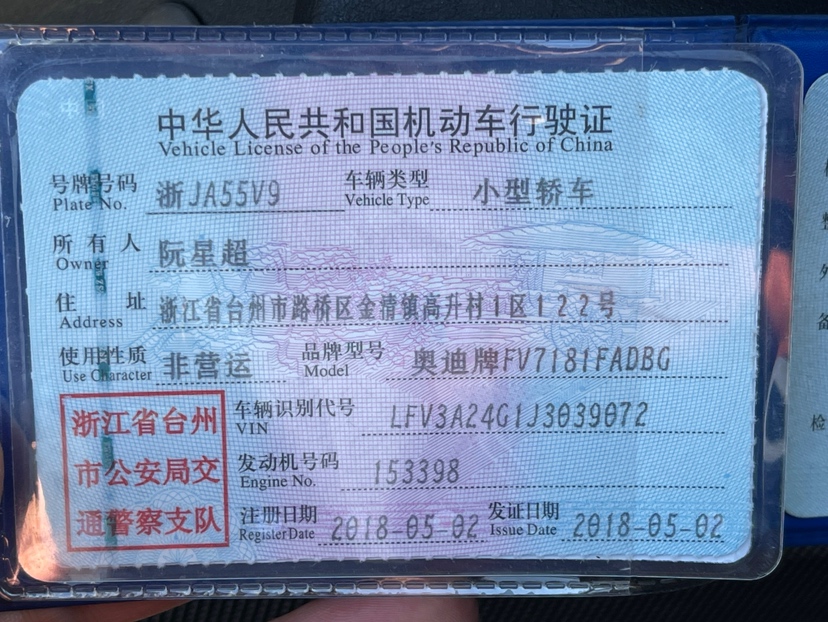 中华人民共和国机动车行驶证
Vehicle License of the People's Republic of China
号牌号码 浙JA55V9 车辆类型 小型轿车
Plate No. Vehicle Type
所有人 阮星超
Owner
住址 浙江省台州市路桥区金清镇高升村1区122号
Address
使用性质 非营运 品牌型号 奥迪牌FV7181FADBG
Use Character Model
浙江省台州
市公安局交
通警察支队
车辆识别代号 LFV3A24G1J3039072
VIN
发动机号码 153398
Engine No.
注册日期 2018-05-02 发证日期 2018-05-02
Register Date Issue Date